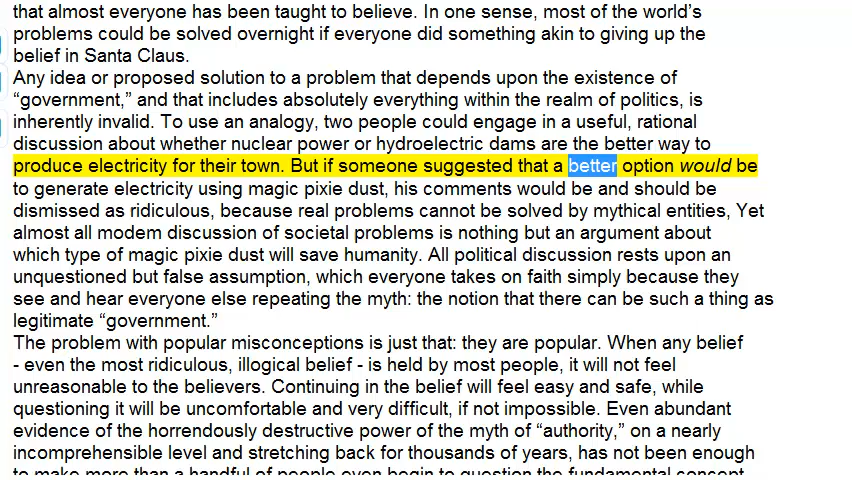 that almost everyone has been taught to believe. In one sense, most of the world’s
problems could be solved overnight if everyone did something akin to giving up the
belief in Santa Claus.
Any idea or proposed solution to a problem that depends upon the existence of
“government,” and that includes absolutely everything within the realm of politics, is
inherently invalid. To use an analogy, two people could engage in a useful, rational
discussion about whether nuclear power or hydroelectric dams are the better way to
produce electricity for their town. But if someone suggested that a better option would be
to generate electricity using magic pixie dust, his comments would be and should be
dismissed as ridiculous, because real problems cannot be solved by mythical entities, Yet
almost all modem discussion of societal problems is nothing but an argument about
which type of magic pixie dust will save humanity. All political discussion rests upon an
unquestioned but false assumption, which everyone takes on faith simply because they
see and hear everyone else repeating the myth: the notion that there can be such a thing as
legitimate “government.”
The problem with popular misconceptions is just that: they are popular. When any belief
- even the most ridiculous, illogical belief - is held by most people, it will not feel
unreasonable to the believers. Continuing in the belief will feel easy and safe, while
questioning it will be uncomfortable and very difficult, if not impossible. Even abundant
evidence of the horrendously destructive power of the myth of “authority,” on a nearly
incomprehensible level and stretching back for thousands of years, has not been enough
to make more than a handful of people even begin to question the fundamental concept